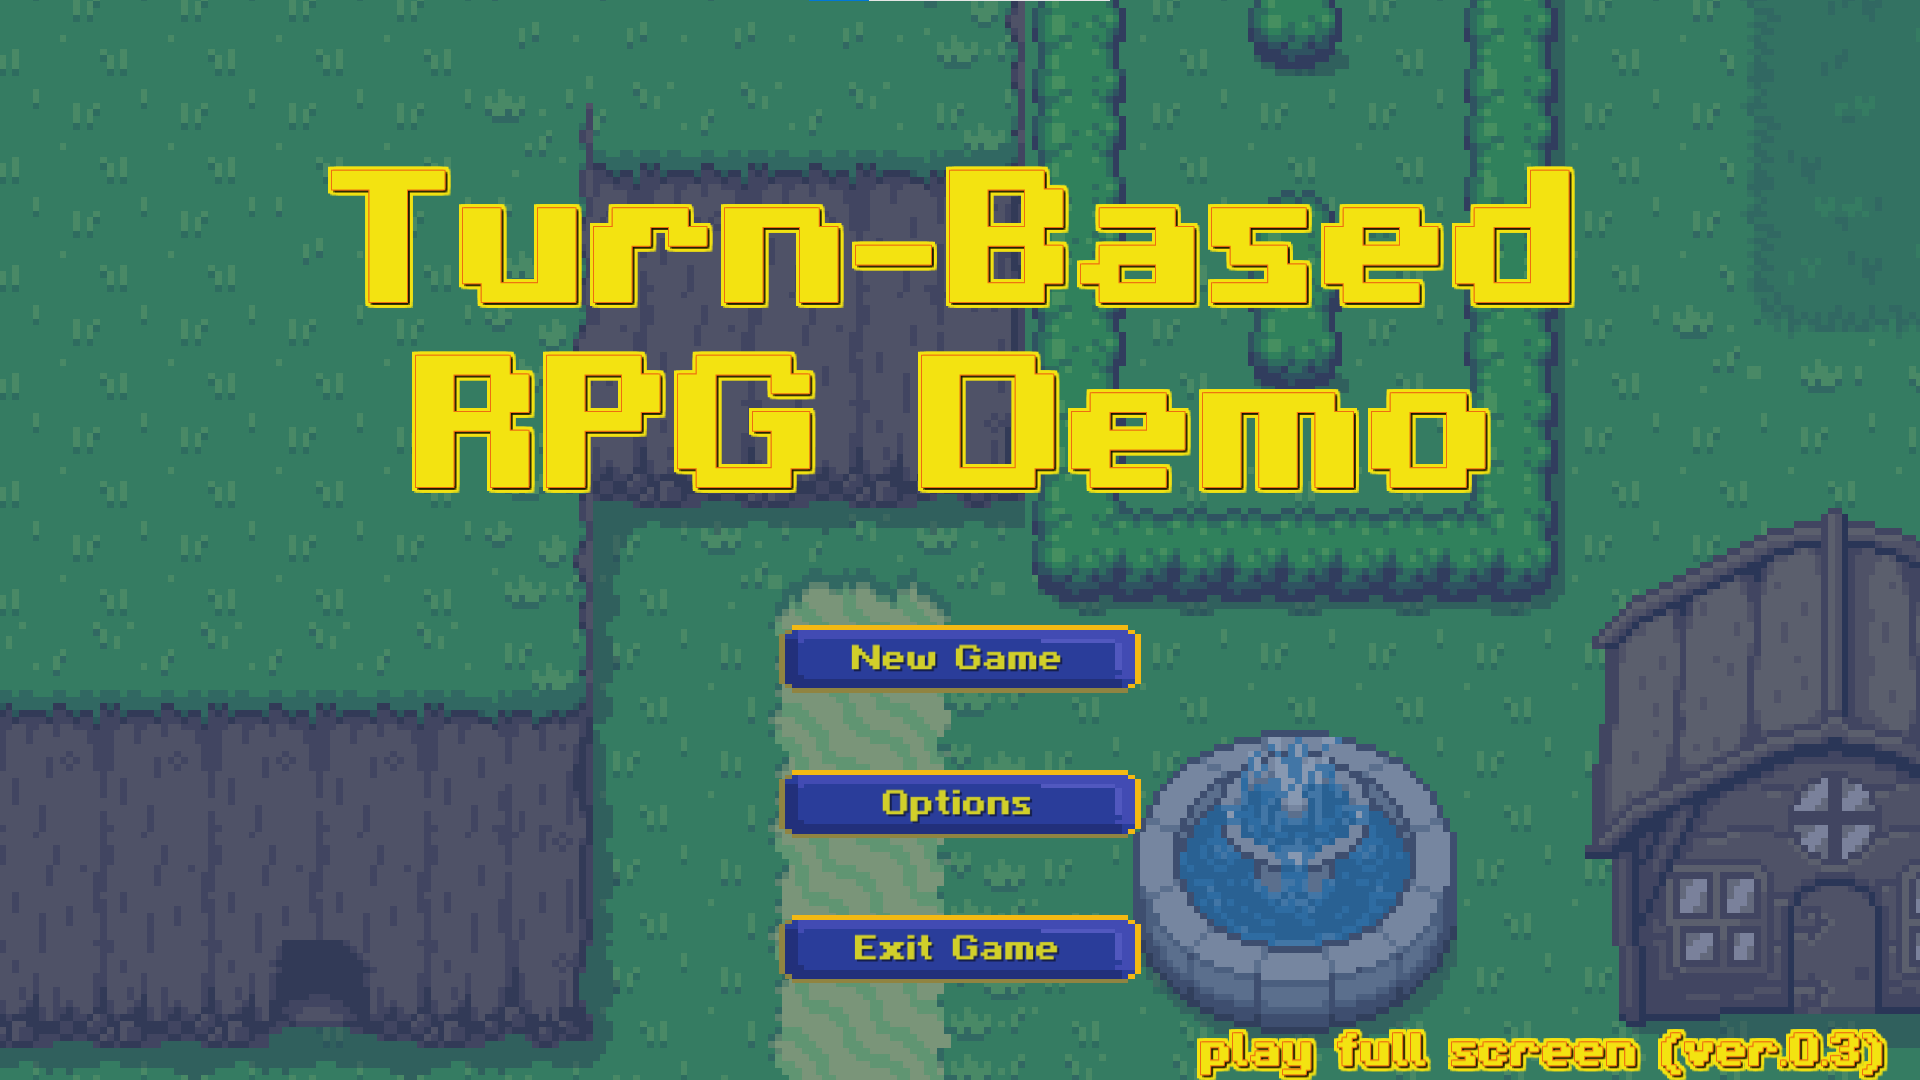 Turn-Based
RPG Demo
New Game
Options
Exit Game
play full screen (ver.0.3)